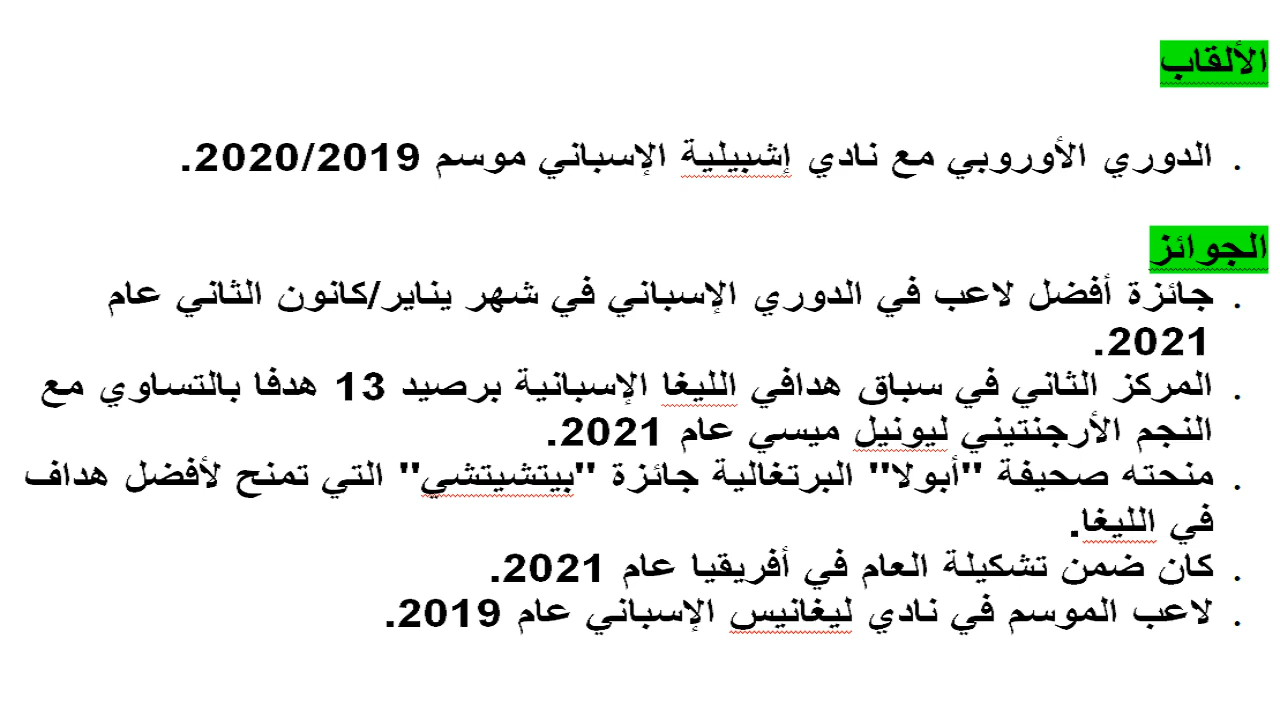 الألقاب
. الدوري الأوروبي مع نادي إشبيلية الإسباني موسم 2020/2019.
الجوائز
. جائزة أفضل لاعب في الدوري الإسباني في شهر يناير/كانون الثاني عام
2021.
. المركز الثاني في سباق هدافي الليغا الإسبانية برصيد 13 هدفا بالتساوي مع
النجم الأرجنتيني ليونيل ميسي عام 2021.
. منحته صحيفة "أبولا" البرتغالية جائزة "بيتشيتشي" التي تمنح لأفضل هداف
في الليغا.
. كان ضمن تشكيلة العام في أفريقيا عام 2021.
. لاعب الموسم في نادي ليغانيس الإسباني عام 2019.